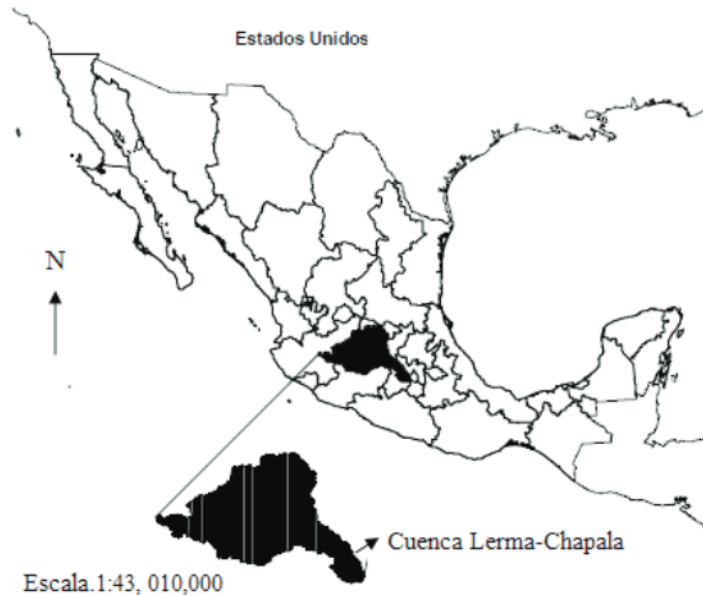 Estados Unidos
N
Cuenca Lerma-Chapala
Escala.1:43, 010,000